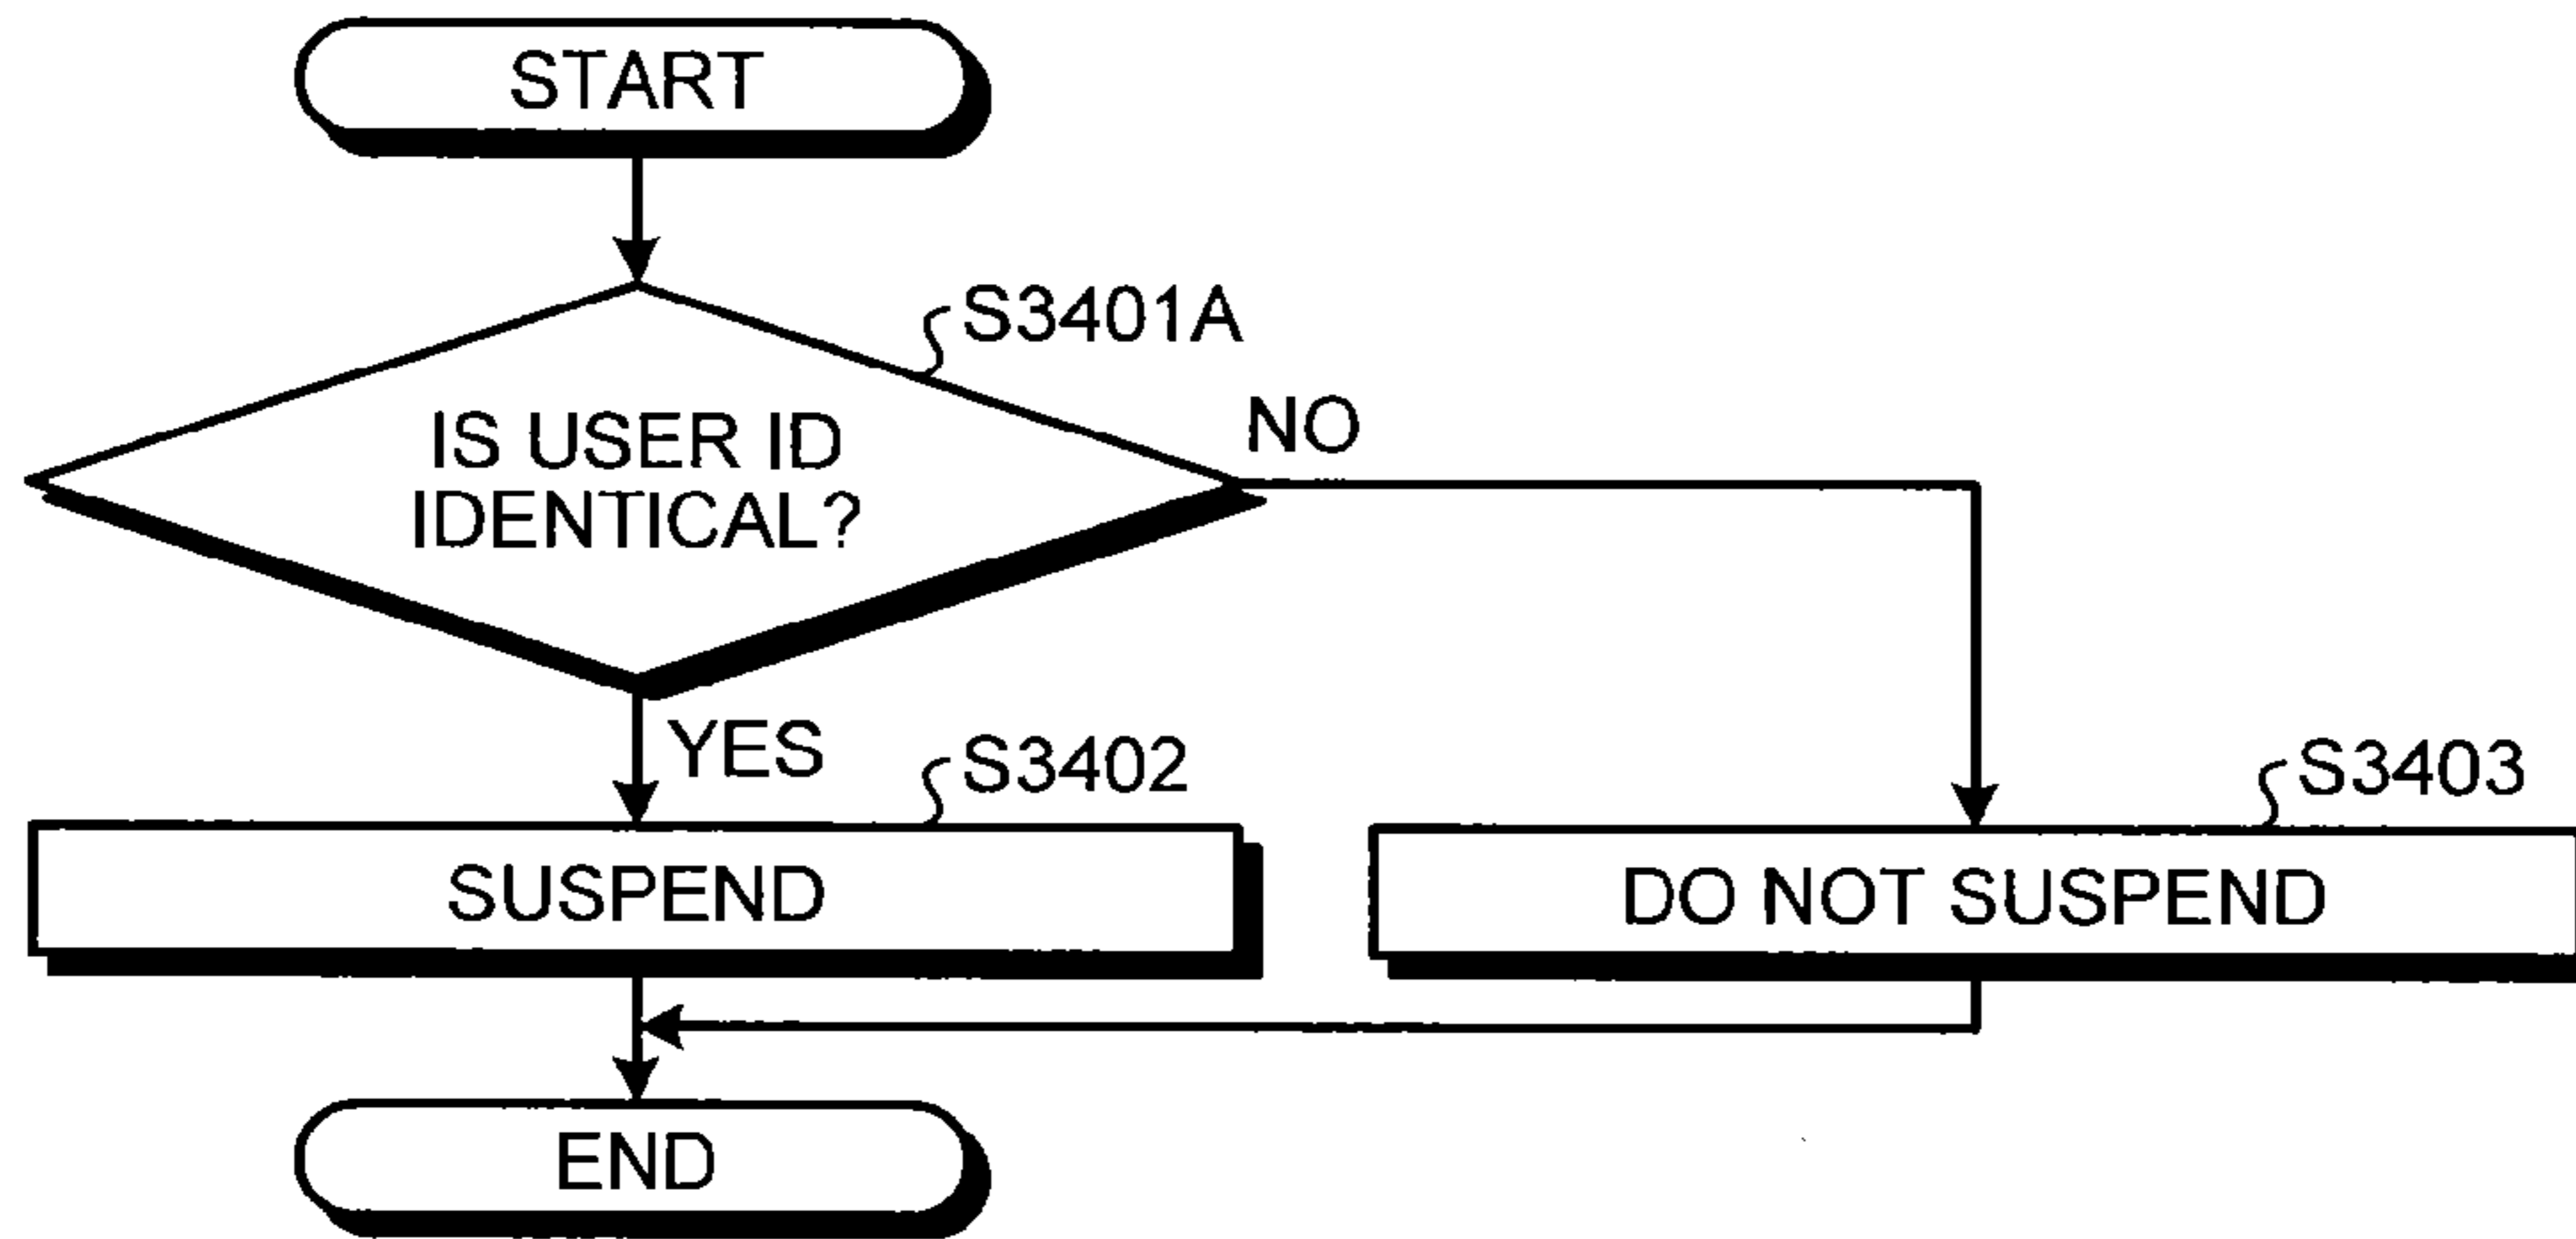 START
S3401A
IS USER ID
IDENTICAL?
NO
YES
S3402
S3403
SUSPEND
DO NOT SUSPEND
END